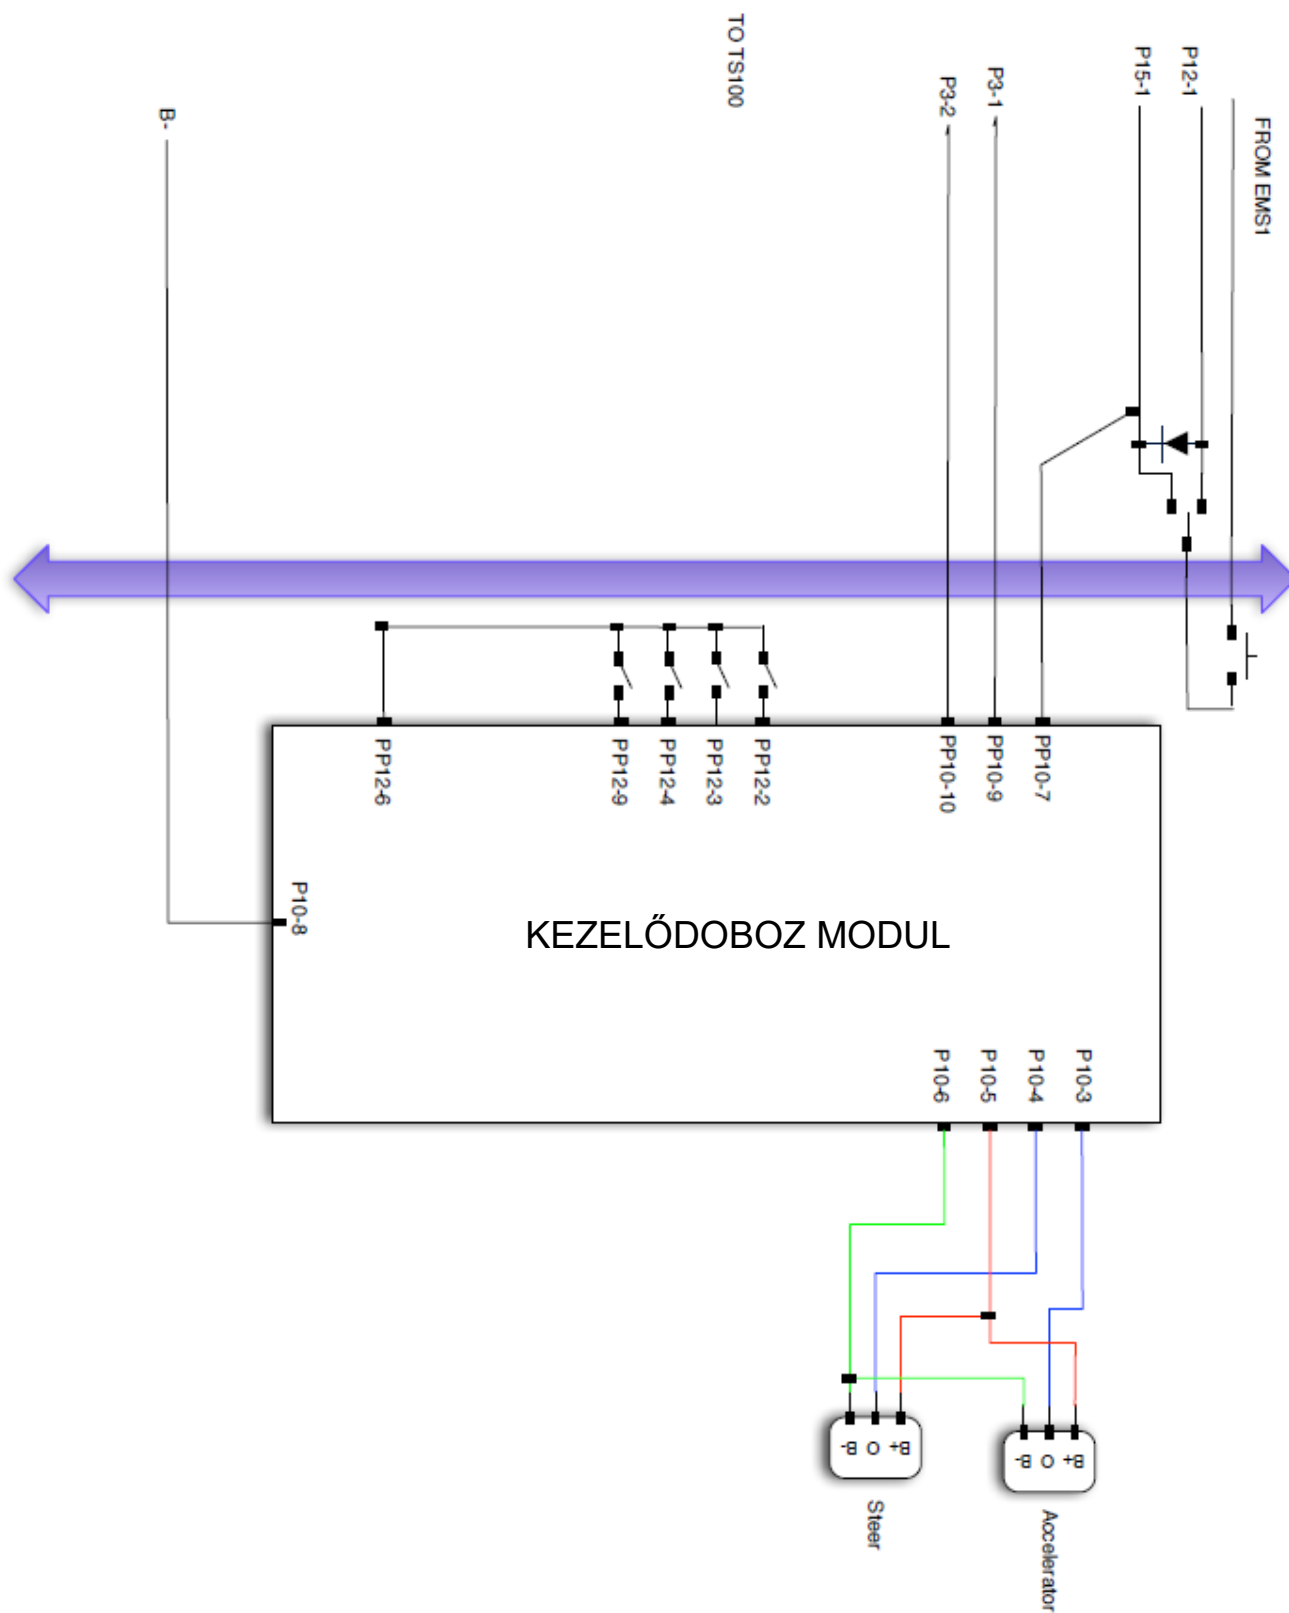 TO TS100
FROM EMS1
P12-1
P15-1
P3-1
P3-2
B-
PP12-6
PP12-9
PP12-4
PP12-3
PP12-2
PP10-10
PP10-9
PP10-7
P10-8
KEZELŐDOBOZ MODUL
P10-6
P10-5
P10-4
P10-3
B- O B+
B- O B+
Steer
Accelerator